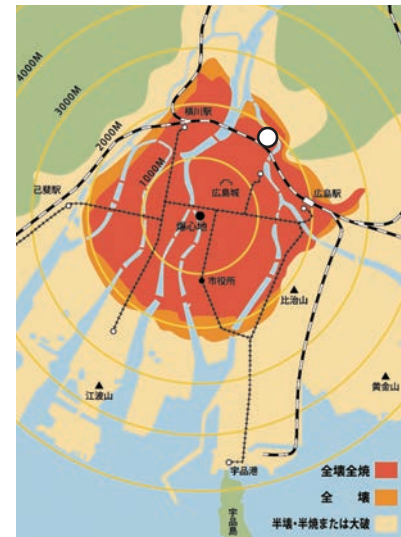 4000M
3000M
2000M
1000M
横川駅
己斐駅
広島城
広島駅
爆心地
市役所
比治山
江波山
黄金山
宇品港
宇品島
全壊全焼
全　壊
半壊・半焼または大破